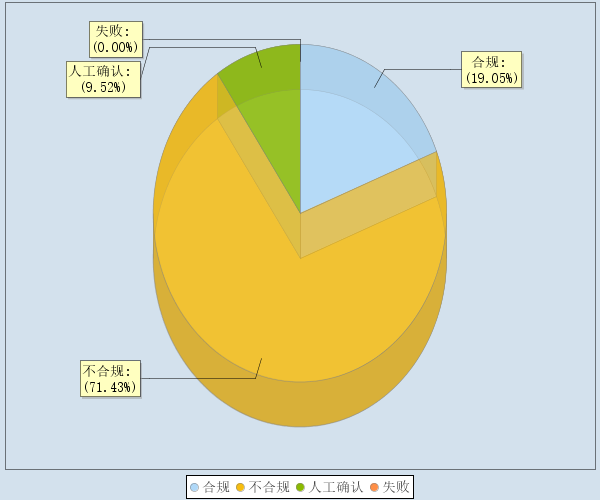 失败:
(0.00%)
人工确认:
(9.52%)
合规:
(19.05%)
不合规:
(71.43%)
合规 不合规 人工确认 失败